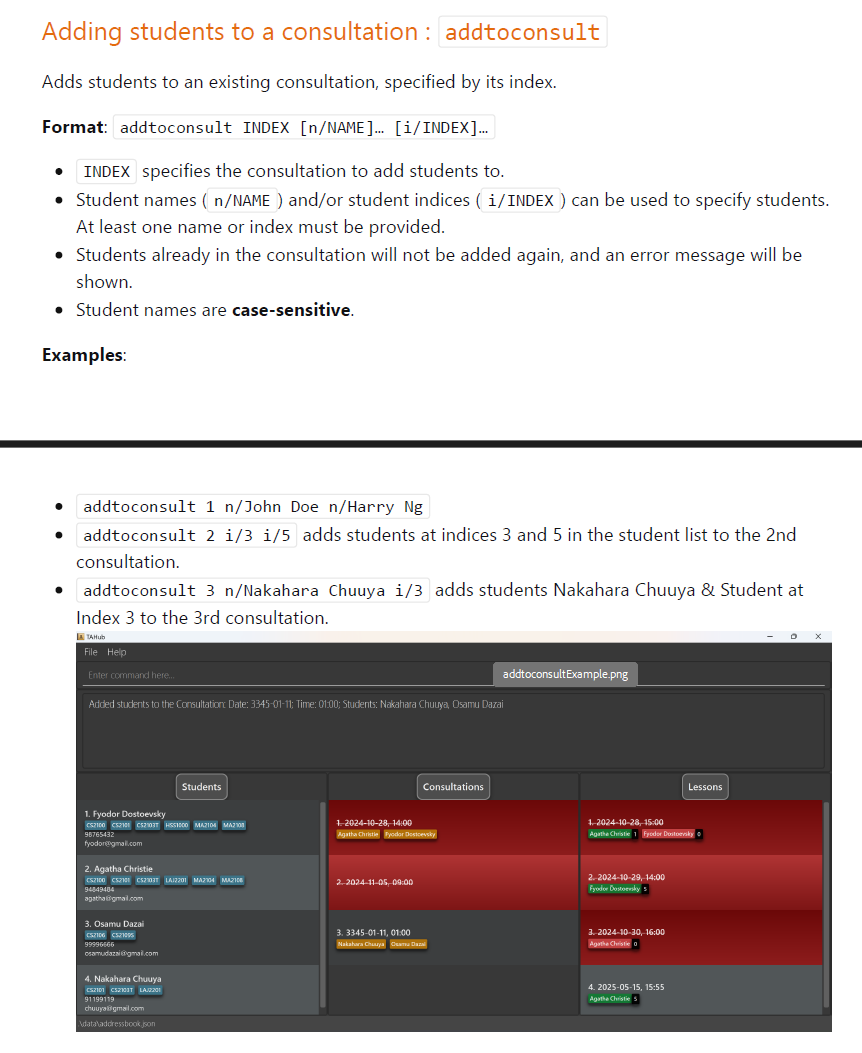 Adding students to a consultation : addtoconsult
Adds students to an existing consultation, specified by its index.
Format: addtoconsult INDEX [n/NAME]… [i/INDEX]…
INDEX specifies the consultation to add students to.
Student names ( n/NAME ) and/or student indices ( i/INDEX ) can be used to specify students.
At least one name or index must be provided.
Students already in the consultation will not be added again, and an error message will be
shown.
Student names are case-sensitive.
Examples:
addtoconsult 1 n/John Doe n/Harry Ng
addtoconsult 2 i/3 i/5 adds students at indices 3 and 5 in the student list to the 2nd
consultation.
addtoconsult 3 n/Nakahara Chuuya i/3 adds students Nakahara Chuuya & Student at
Index 3 to the 3rd consultation.
TAHub
File Help
Enter command here...
addtoconsultExample.png
Added students to the Consultation: Date: 3345-01-11; Time: 01:00; Students: Nakahara Chuuya, Osamu Dazai
Students
1. Fyodor Dostoevsky
CS2100 CS2101 CS2103T HSS1000 MA2104 MA2108
98765432
fyodor@gmail.com
2. Agatha Christie
CS2100 CS2101 CS2103T LAJ2201 MA2104 MA2108
94849484
agatha@gmail.com
3. Osamu Dazai
CS2106 CS2109S
99996666
osamudazai@gmail.com
4. Nakahara Chuuya
CS2101 CS2103T LAJ2201
91199119
chuuya@gmail.com
Consultations
1. 2024-10-28, 14:00
Agatha Christie Fyodor Dostoevsky
2. 2024-11-05, 09:00
3. 3345-01-11, 01:00
Nakahara Chuuya Osamu Dazai
Lessons
1. 2024-10-28, 15:00
Agatha Christie 1 Fyodor Dostoevsky 0
2. 2024-10-29, 14:00
Fyodor Dostoevsky 5
3. 2024-10-30, 16:00
Agatha Christie 0
4. 2025-05-15, 15:55
Agatha Christie 5
\data\addressbook.json